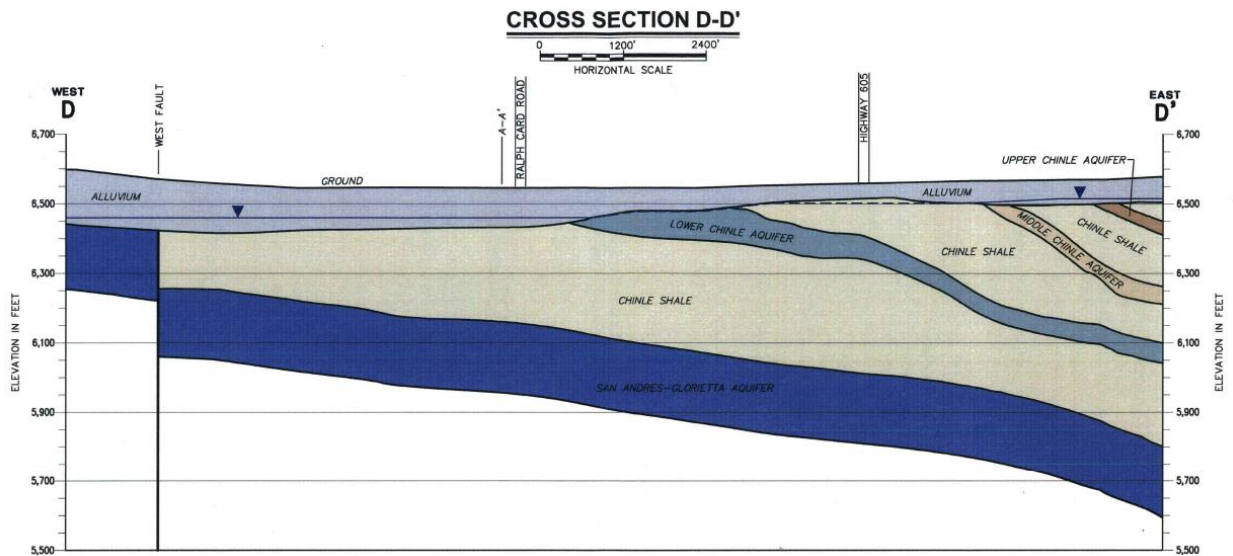 CROSS SECTION D-D'
0 1200' 2400'
HORIZONTAL SCALE
WEST
D
WEST FAULT
A-A'
RALPH CARD ROAD
HIGHWAY 605
EAST
D'
6,700
6,700
UPPER CHINLE AQUIFER
GROUND
ALLUVIUM
ALLUVIUM
6,500
6,500
LOWER CHINLE AQUIFER
MIDDLE CHINLE AQUIFER
CHINLE SHALE
CHINLE SHALE
6,300
6,300
CHINLE SHALE
ELEVATION IN FEET
ELEVATION IN FEET
6,100
6,100
SAN ANDRES-GLORIETTA AQUIFER
5,900
5,900
5,700
5,700
5,500
5,500